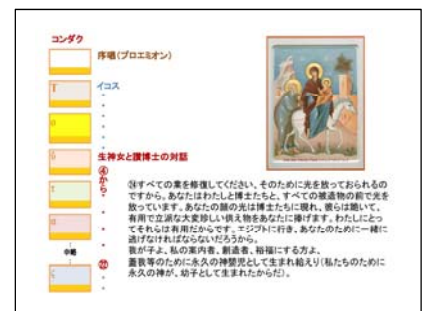 コンダク
序唱(プロエミオン)
イコス
生神女と讃博士の対話
④から
㉔すべての業を修復してください、そのために光を放っておられるの
ですから。あなたはわたしと博士たちと、すべての被造物の前で光を
放っています。あなたの顔の光は博士たちに現れ、彼らは跪いて、
有用で立派な大変珍しい供え物をあなたに捧げます。わたしにとっ
てそれらは有用だからです。エジプトに行き、あなたのために一緒に
逃げなければならないだろうから。
我が子よ、私の案内者、創造者、裕福にする方よ、
蓋我等のために永久の神嬰児として生まれ給えり(私たちのために
永久の神が、幼子として生まれたからだ)。
中略
㉔